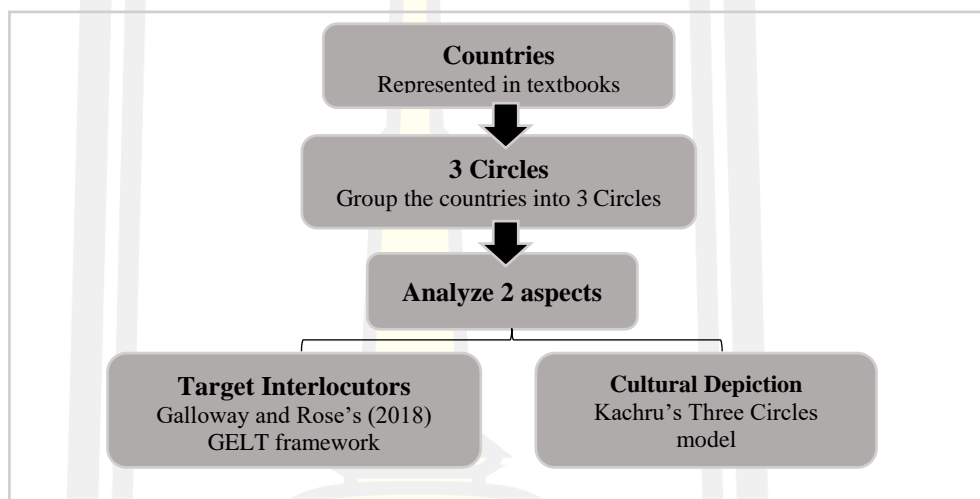 Countries
Represented in textbooks
3 Circles
Group the countries into 3 Circles
Analyze 2 aspects
Target Interlocutors
Galloway and Rose’s (2018)
GELT framework
Cultural Depiction
Kachru’s Three Circles
model